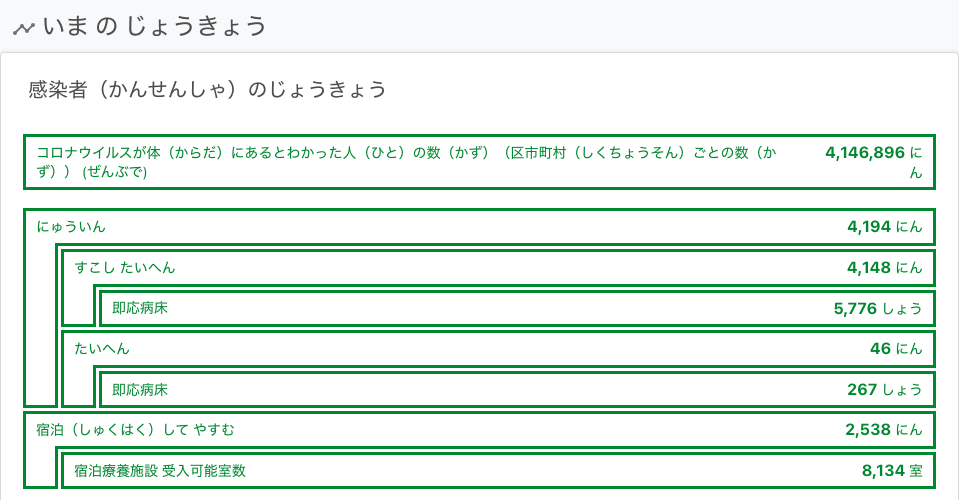 いま の じょうきょう
感染者（かんせんしゃ）のじょうきょう
コロナウイルスが体（からだ）にあるとわかった人（ひと）の数（かず）（区市町村（しくちょうそん）ごとの数（か
ず））(ぜんぶで)
4,146,896 に
ん
にゅういん 4,194 にん
すこし たいへん 4,148 にん
即応病床 5,776 しょう
たいへん 46 にん
即応病床 267 しょう
宿泊（しゅくはく）して やすむ 2,538 にん
宿泊療養施設 受入可能室数 8,134 室